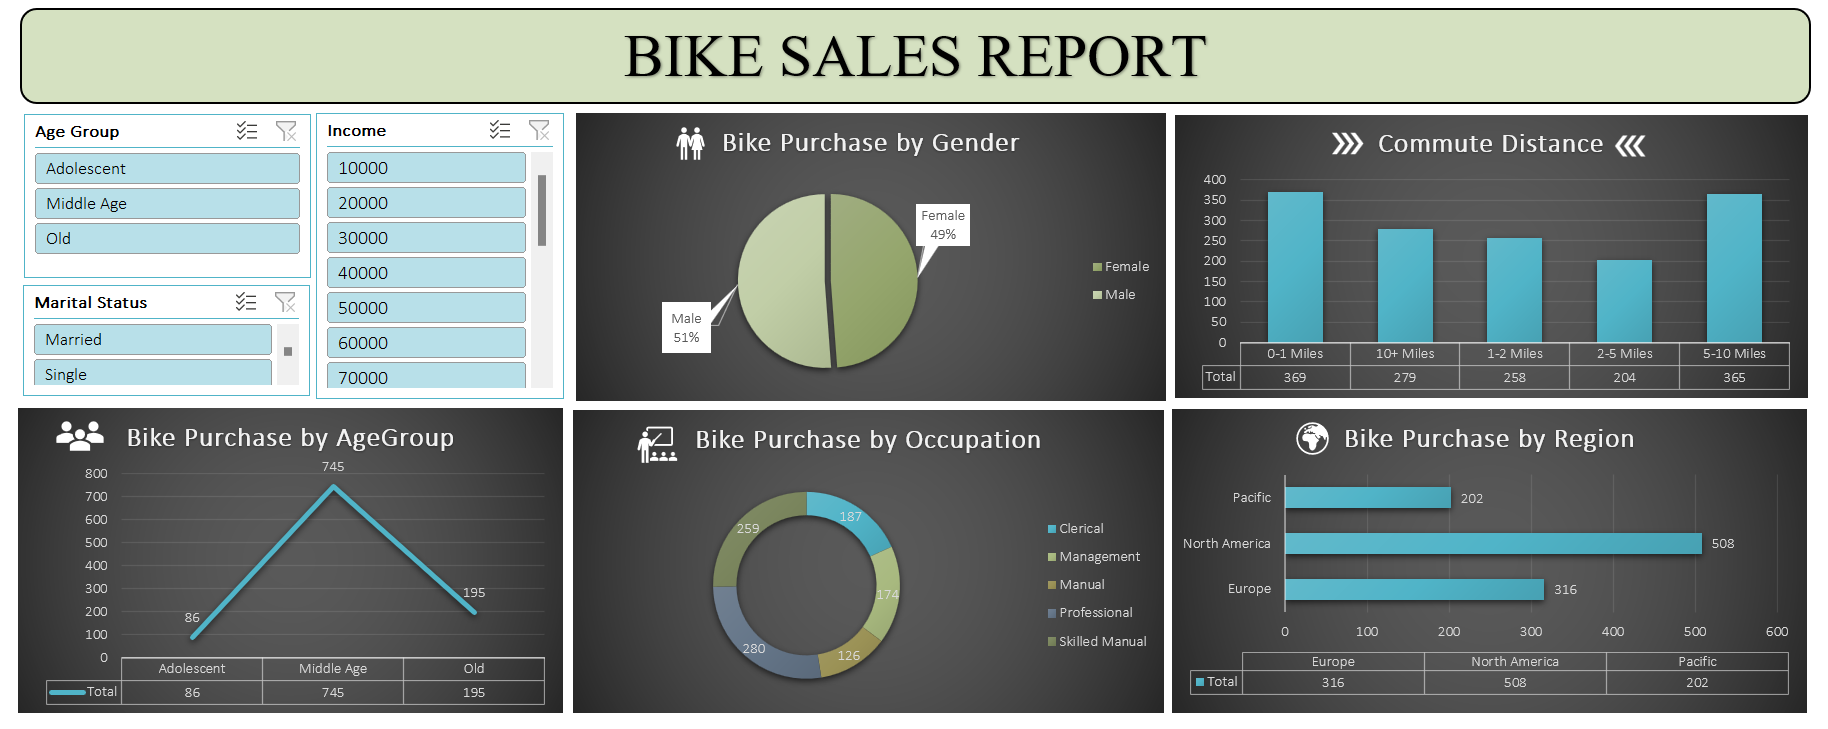 BIKE SALES REPORT
Age Group
Adolescent
Middle Age
Old
Marital Status
Married
Single
Income
10000
20000
30000
40000
50000
60000
70000
Bike Purchase by Gender
Female
49%
Male
51%
Female
Male
Commute Distance
400
350
300
250
200
150
100
50
0
0-1 Miles 10+ Miles 1-2 Miles 2-5 Miles 5-10 Miles
Total 369 279 258 204 365
Bike Purchase by AgeGroup
800
700
600
500
400
300
200
100
0
745
195
86
Adolescent Middle Age Old
Total 86 745 195
Bike Purchase by Occupation
187
174
126
280
259
Clerical
Management
Manual
Professional
Skilled Manual
Bike Purchase by Region
Pacific 202
North America 508
Europe 316
0 100 200 300 400 500 600
Europe North America Pacific
Total 316 508 202